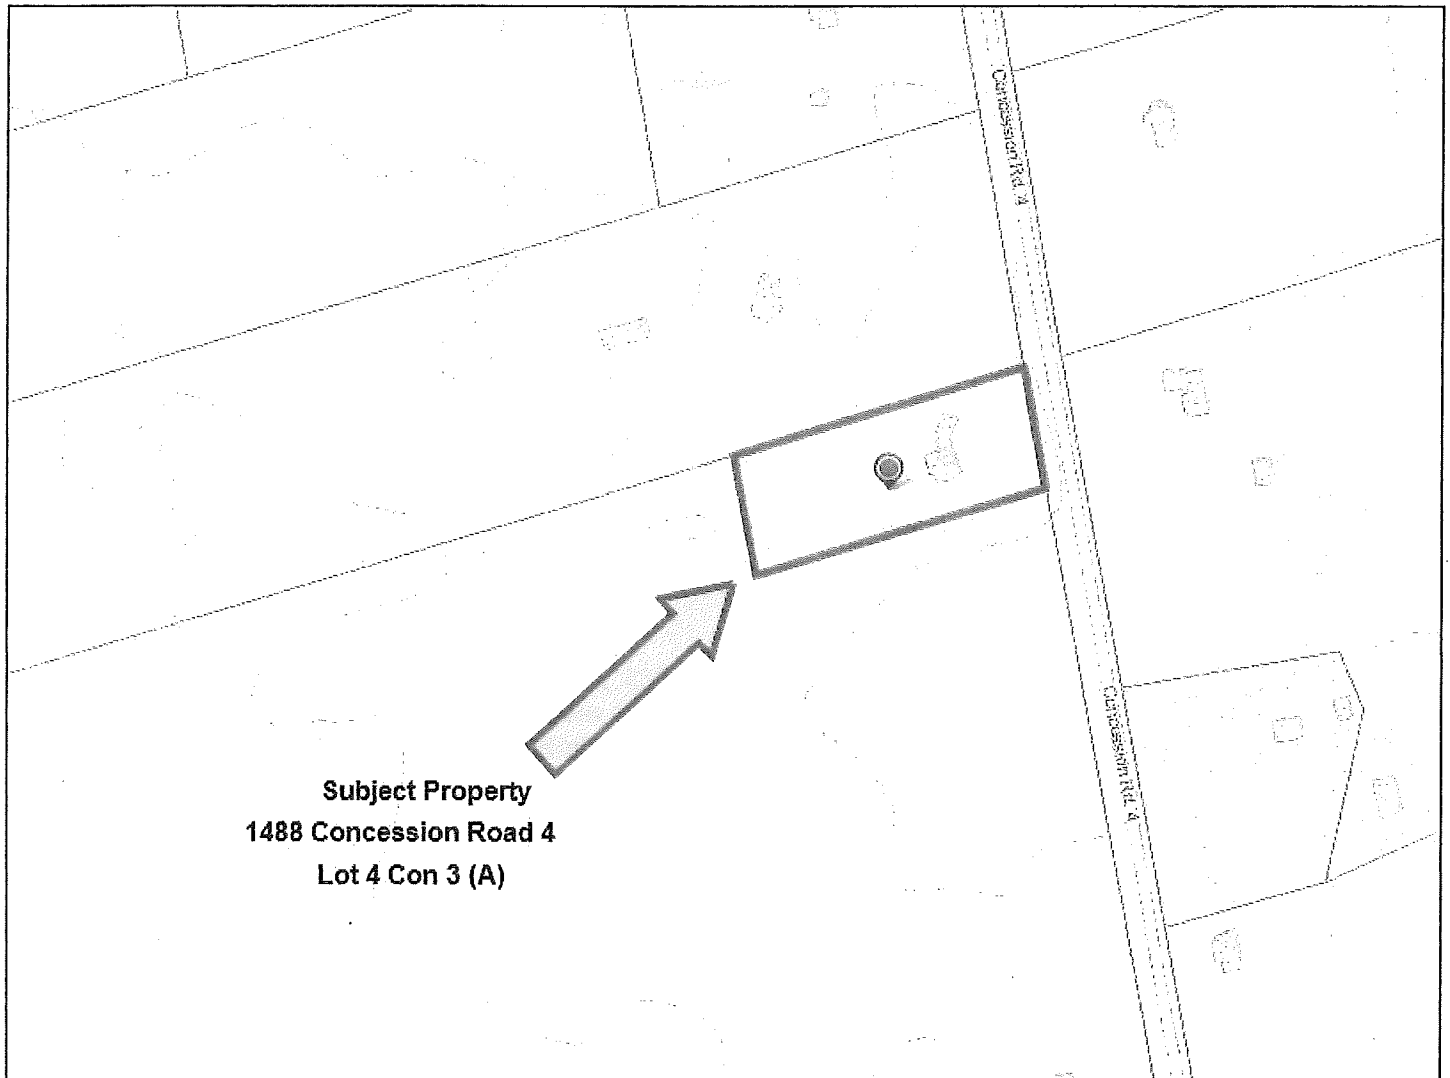 Concession Rd. 4
Concession Rd. 4
Subject Property
1488 Concession Road 4
Lot 4 Con 3 (A)